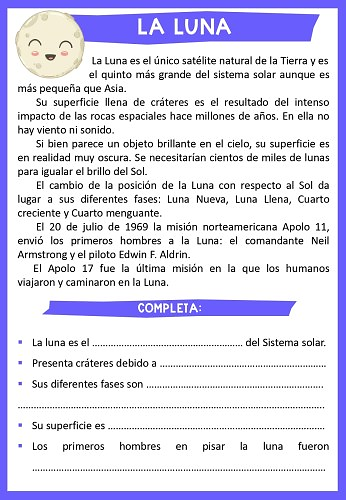 LA LUNA
La Luna es el único satélite natural de la Tierra y es
el quinto más grande del sistema solar aunque es
más pequeña que Asia.
Su superficie llena de cráteres es el resultado del intenso
impacto de las rocas espaciales hace millones de años. En ella no
hay viento ni sonido.
Si bien parece un objeto brillante en el cielo, su superficie es
en realidad muy oscura. Se necesitarían cientos de miles de lunas
para igualar el brillo del Sol.
El cambio de la posición de la Luna con respecto al Sol da
lugar a sus diferentes fases: Luna Nueva, Luna Llena, Cuarto
creciente y Cuarto menguante.
El 20 de julio de 1969 la misión norteamericana Apolo 11,
envió los primeros hombres a la Luna: el comandante Neil
Armstrong y el piloto Edwin F. Aldrin.
El Apolo 17 fue la última misión en la que los humanos
viajaron y caminaron en la Luna.
COMPLETA:
▪ La luna es el ........................................................ del Sistema solar.
▪ Presenta cráteres debido a ..............................................................
▪ Sus diferentes fases son ..................................................................
....................................................................................................................
▪ Su superficie es .................................................................................
▪ Los primeros hombres en pisar la luna fueron
..............................................................................................................